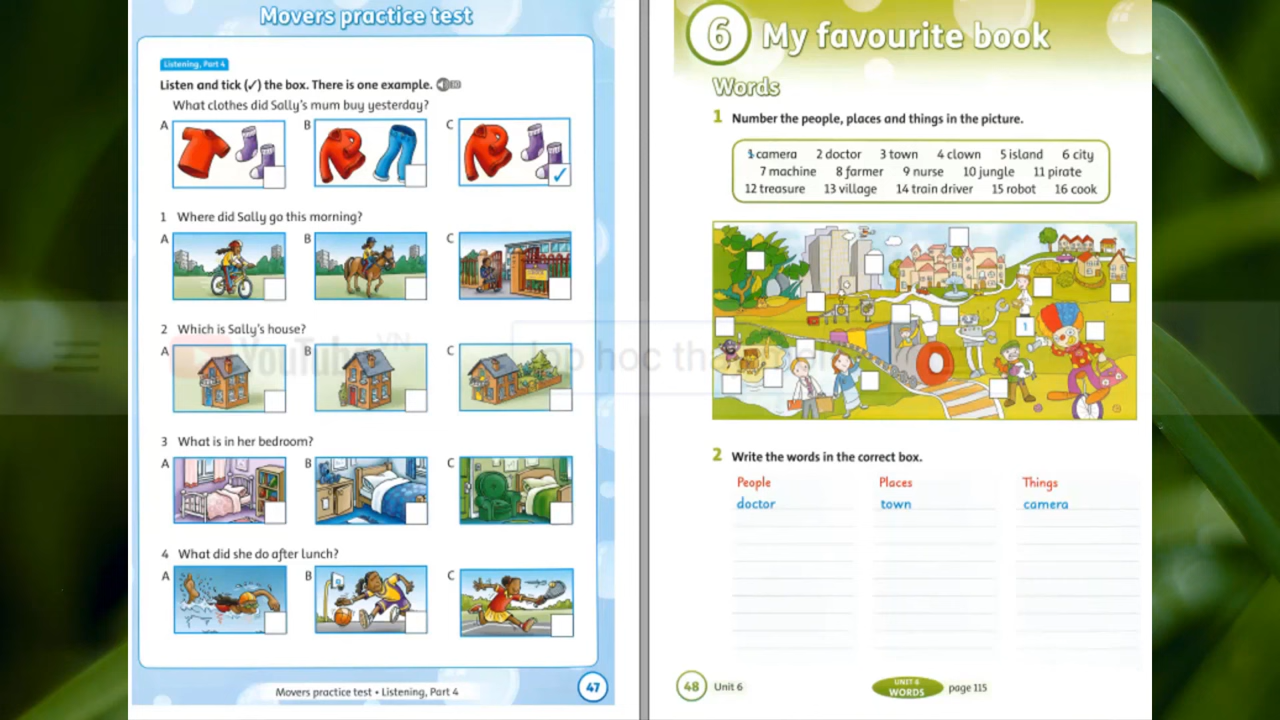 Movers practice test
Listening, Part 4
Listen and tick (✓) the box. There is one example.
What clothes did Sally's mum buy yesterday?
A B C
1 Where did Sally go this morning?
A B C
2 Which is Sally's house?
A B C
3 What is in her bedroom?
A B C
4 What did she do after lunch?
A B C
Movers practice test • Listening, Part 4
47
6 My favourite book
Words
1 Number the people, places and things in the picture.
1 camera 2 doctor 3 town 4 clown 5 island 6 city
7 machine 8 farmer 9 nurse 10 jungle 11 pirate
12 treasure 13 village 14 train driver 15 robot 16 cook
1
2 Write the words in the correct box.
People Places Things
doctor town camera
48 Unit 6
UNIT 6
WORDS
page 115
YouTube VN